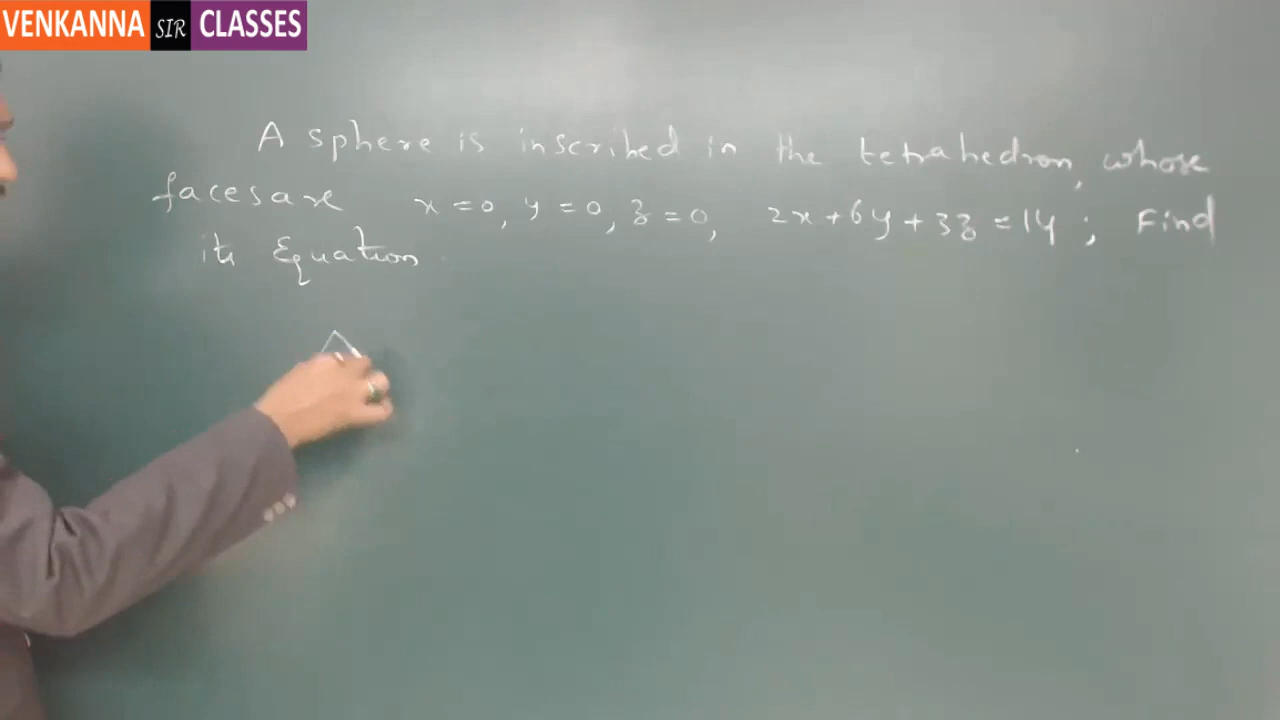 VENKANNA SIR CLASSES
A sphere is inscribed in the tetrahedron, whose
faces are x=0, y=0, z=0, 2x+6y+3z=14; Find
its Equation.